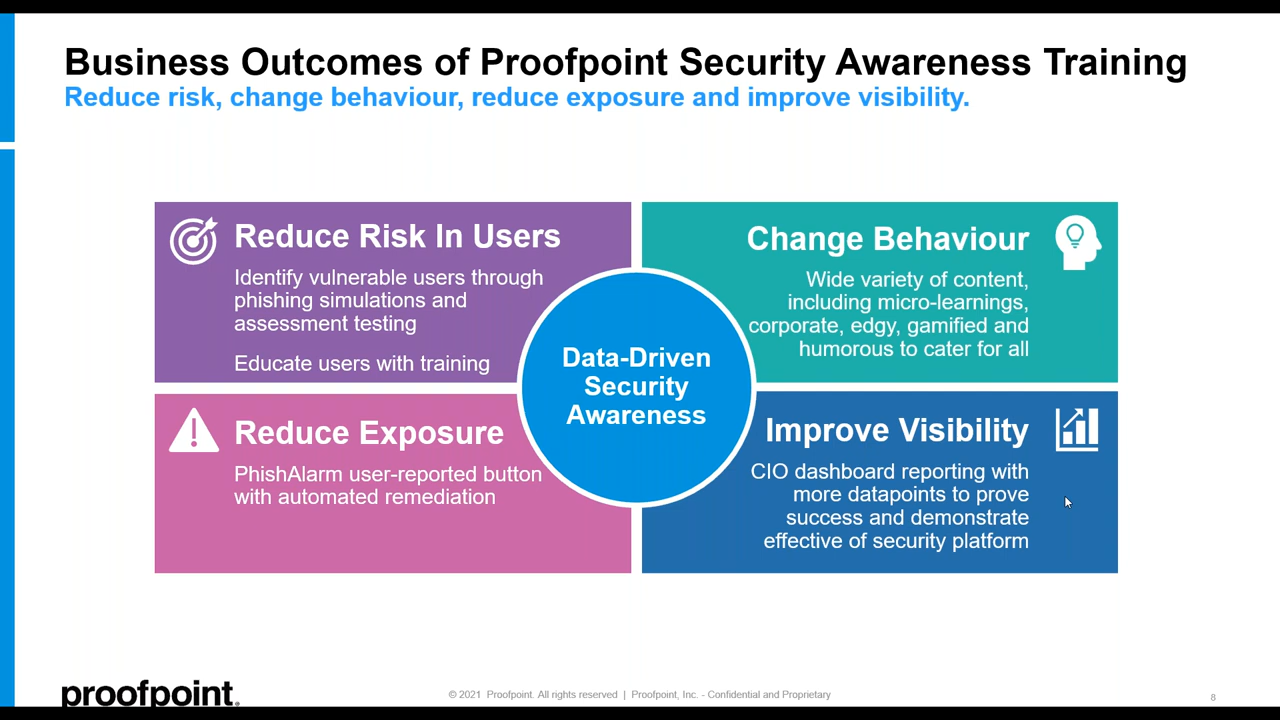 Business Outcomes of Proofpoint Security Awareness Training
Reduce risk, change behaviour, reduce exposure and improve visibility.
Reduce Risk In Users
Identify vulnerable users through
phishing simulations and
assessment testing
Educate users with training
Change Behaviour
Wide variety of content,
including micro-learnings,
corporate, edgy, gamified and
humorous to cater for all
Data-Driven
Security
Awareness
Reduce Exposure
PhishAlarm user-reported button
with automated remediation
Improve Visibility
CIO dashboard reporting with
more datapoints to prove
success and demonstrate
effective of security platform
proofpoint.
© 2021 Proofpoint. All rights reserved | Proofpoint, Inc. - Confidential and Proprietary
8